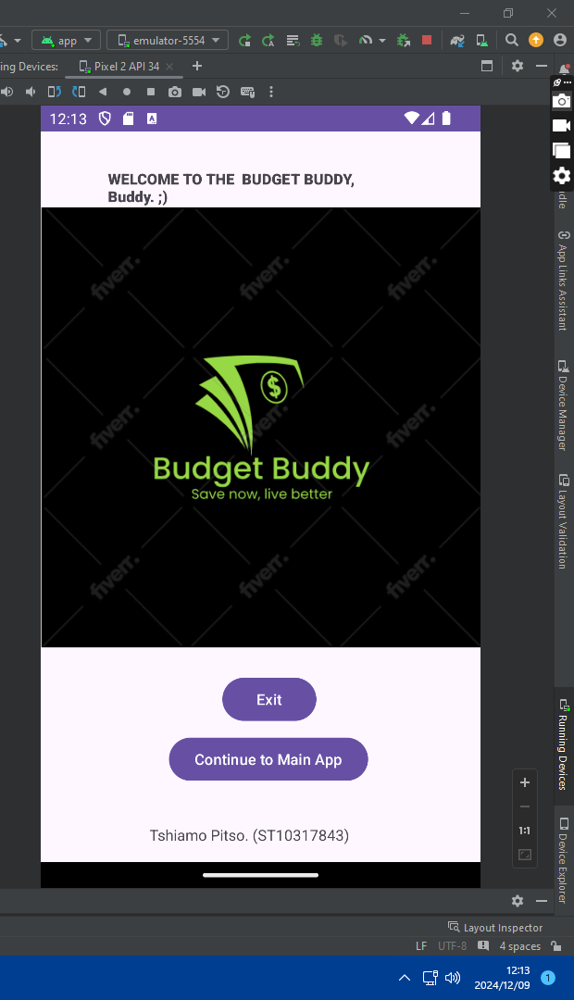 app
emulator-5554
ing Devices:
Pixel 2 API 34
12:13
WELCOME TO THE  BUDGET BUDDY,
Buddy. ;)
fiverr.
fiverr.
fiverr.
fiverr.
fiverr.
fiverr.
fiverr.
fiverr.
fiverr.
Budget Buddy
Save now, live better
Exit
Continue to Main App
Tshiamo Pitso. (ST10317843)
App Links Assistant
Device Manager
Layout Validation
Running Devices
1:1
Device Explorer
Layout Inspector
LF UTF-8 4 spaces
12:13
2024/12/09
1